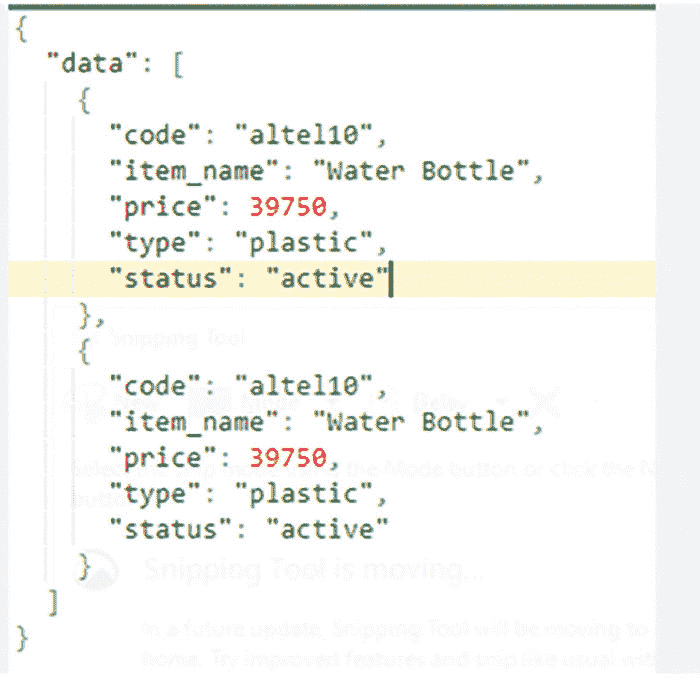 {
"data": [
{
"code": "altel10",
"item_name": "Water Bottle",
"price": 39750,
"type": "plastic",
"status": "active"
},
Snipping Tool
{
"code": "altel10",
"item_name": "Water Bottle",
"price": 39750,
the Mode button or click the N
"type": "plastic",
"status": "active"
}
Snipping Tool is moving...
]
In a future update, Snipping Tool will be moving to
}
home. Try improved features and snip like usual with